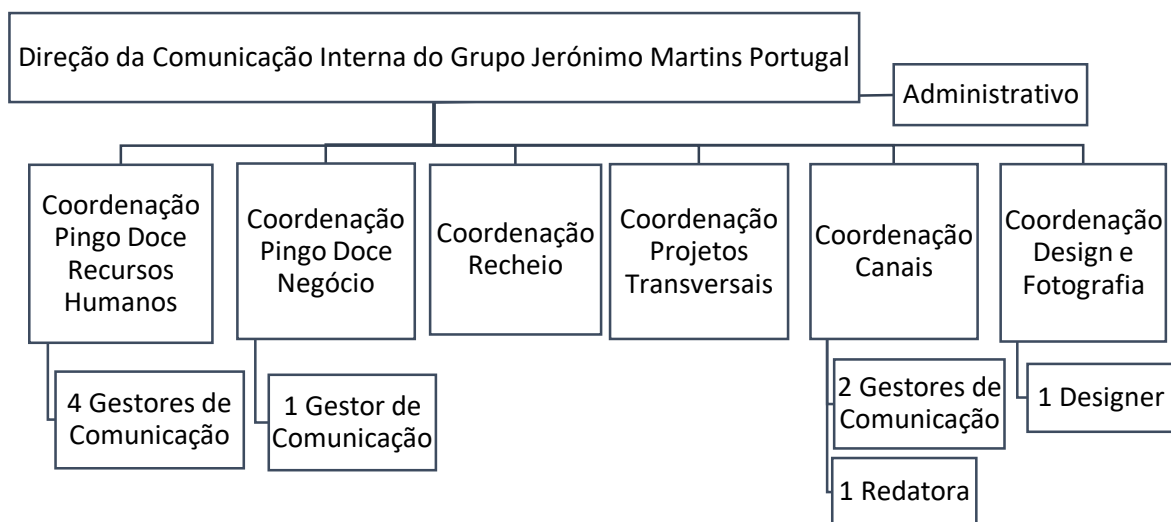 Direção da Comunicação Interna do Grupo Jerónimo Martins Portugal
Administrativo
Coordenação
Pingo Doce
Recursos
Humanos
Coordenação
Pingo Doce
Negócio
Coordenação
Recheio
Coordenação
Projetos
Transversais
Coordenação
Canais
Coordenação
Design e
Fotografia
4 Gestores de
Comunicação
1 Gestor de
Comunicação
2 Gestores de
Comunicação
1 Redatora
1 Designer